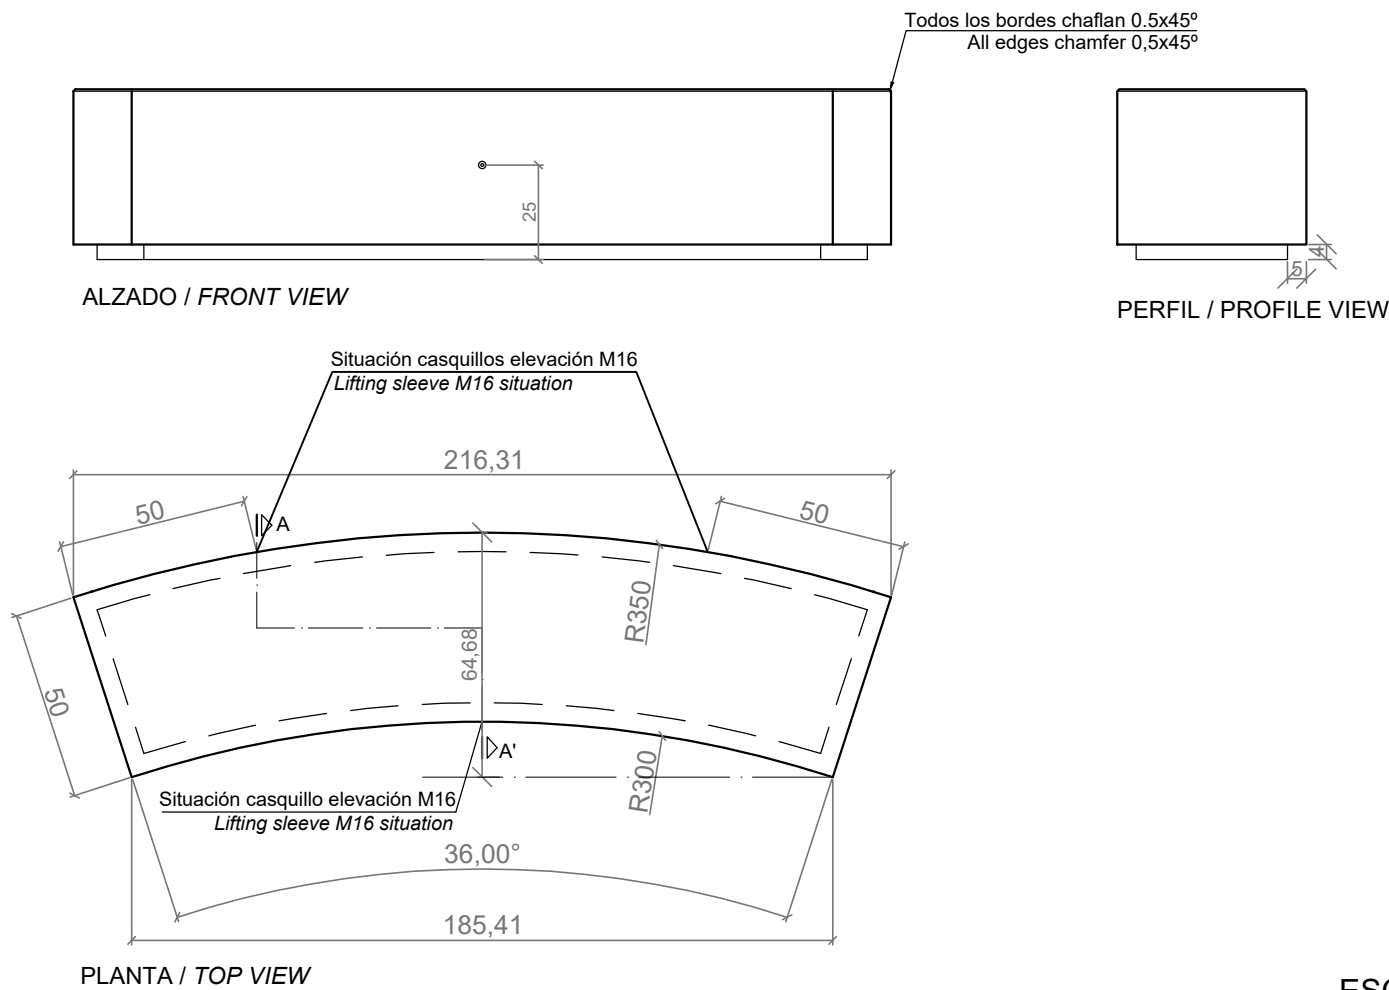 Todos los bordes chaflan 0.5x45º
All edges chamfer 0,5x45º
25
4
5
ALZADO / FRONT VIEW
PERFIL / PROFILE VIEW
Situación casquillos elevación M16
Lifting sleeve M16 situation
216,31
50
50
A
R350
64,68
50
A'
R300
Situación casquillo elevación M16
Lifting sleeve M16 situation
36,00°
185,41
PLANTA / TOP VIEW